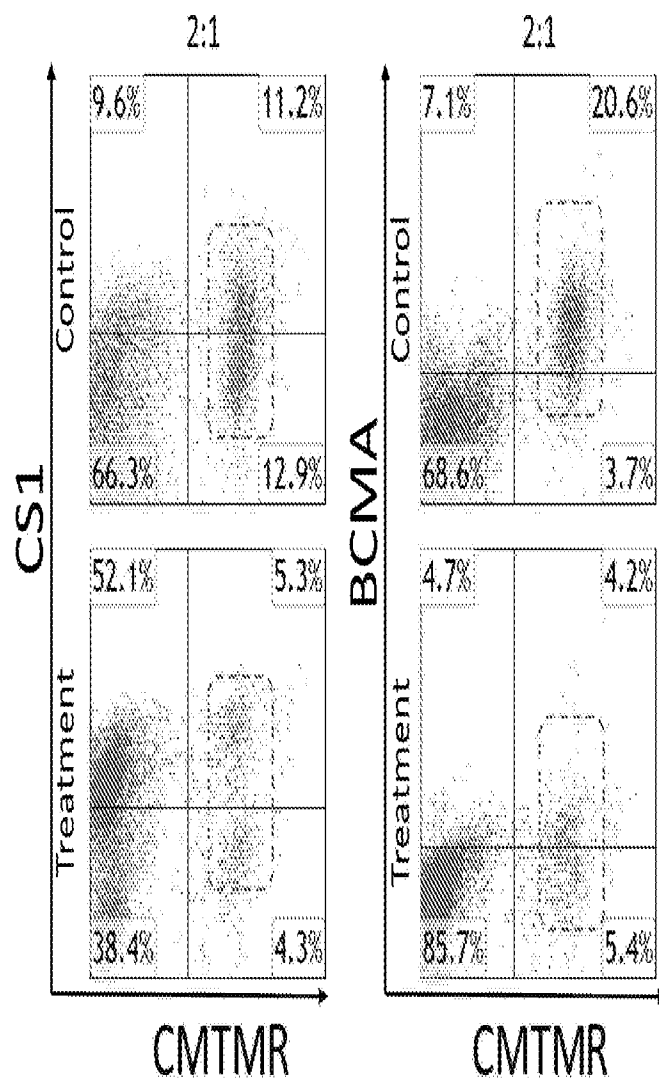 2:1
2:1
9.6%
11.2%
7.1%
20.6%
Control
Control
66.3%
12.9%
68.6%
3.7%
CS1
BCMA
52.1%
5.3%
4.7%
4.2%
Treatment
Treatment
38.4%
4.3%
85.7%
5.4%
CMTMR
CMTMR